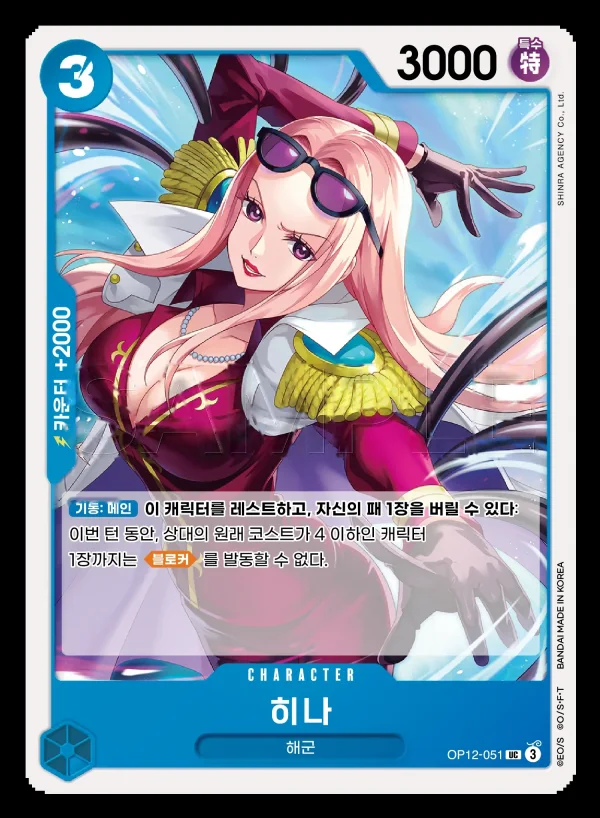 3
3000
특수
特
SHINRA AGENCY Co., Ltd.
카운터 +2000
SAMPLE
기동: 메인 이 캐릭터를 레스트하고, 자신의 패 1장을 버릴 수 있다:
이번 턴 동안, 상대의 원래 코스트가 4 이하인 캐릭터
1장까지는 블로커 를 발동할 수 없다.
CHARACTER
히나
해군
OP12-051 UC 3
©EO/S ©O/S・F・T BANDAI MADE IN KOREA